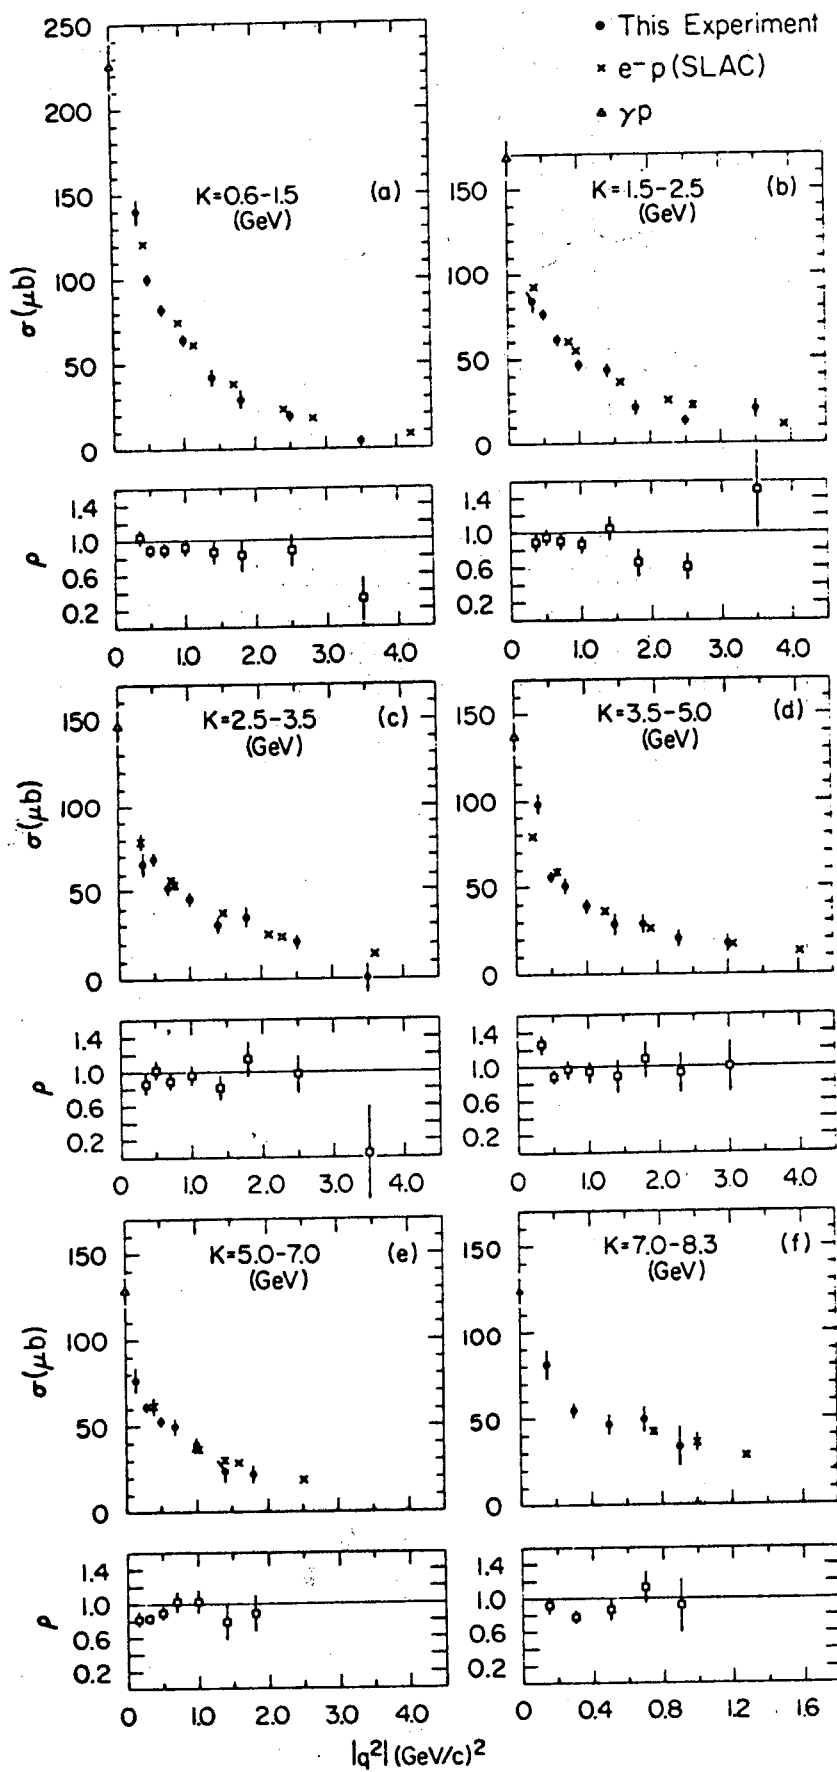 • This Experiment
× e⁻p (SLAC)
▵ γp
250
200
150
100
50
0
σ(μb)
K=0.6-1.5
(GeV)
(a)
150
100
50
0
K=1.5-2.5
(GeV)
(b)
1.4
1.0
0.6
0.2
ρ
0 1.0 2.0 3.0 4.0
1.4
1.0
0.6
0.2
0 1.0 2.0 3.0 4.0
150
100
50
0
σ(μb)
K=2.5-3.5
(GeV)
(c)
150
100
50
0
K=3.5-5.0
(GeV)
(d)
1.4
1.0
0.6
0.2
ρ
0 1.0 2.0 3.0 4.0
1.4
1.0
0.6
0.2
0 1.0 2.0 3.0 4.0
150
100
50
0
σ(μb)
K=5.0-7.0
(GeV)
(e)
150
100
50
0
K=7.0-8.3
(GeV)
(f)
1.4
1.0
0.6
0.2
ρ
0 1.0 2.0 3.0 4.0
1.4
1.0
0.6
0.2
0 0.4 0.8 1.2 1.6
|q²| (GeV/c)²